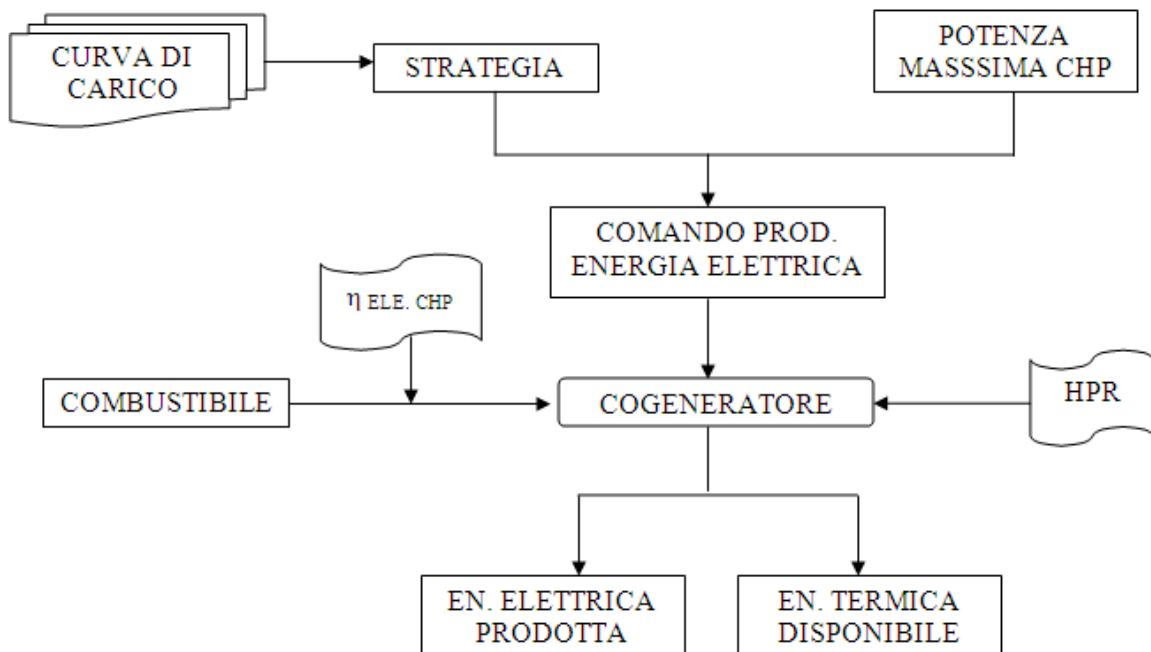 CURVA DI
CARICO
STRATEGIA
POTENZA
MASSSIMA CHP
COMANDO PROD.
ENERGIA ELETTRICA
η ELE. CHP
COMBUSTIBILE
COGENERATORE
HPR
EN. ELETTRICA
PRODOTTA
EN. TERMICA
DISPONIBILE